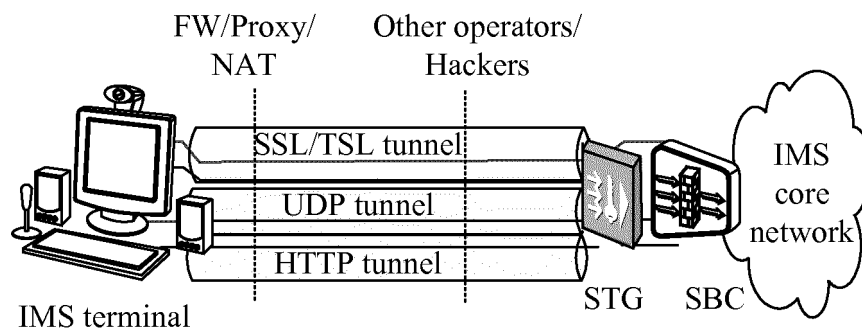 FW/Proxy/
NAT
Other operators/
Hackers
SSL/TSL tunnel
UDP tunnel
HTTP tunnel
IMS
core
network
IMS terminal
STG
SBC